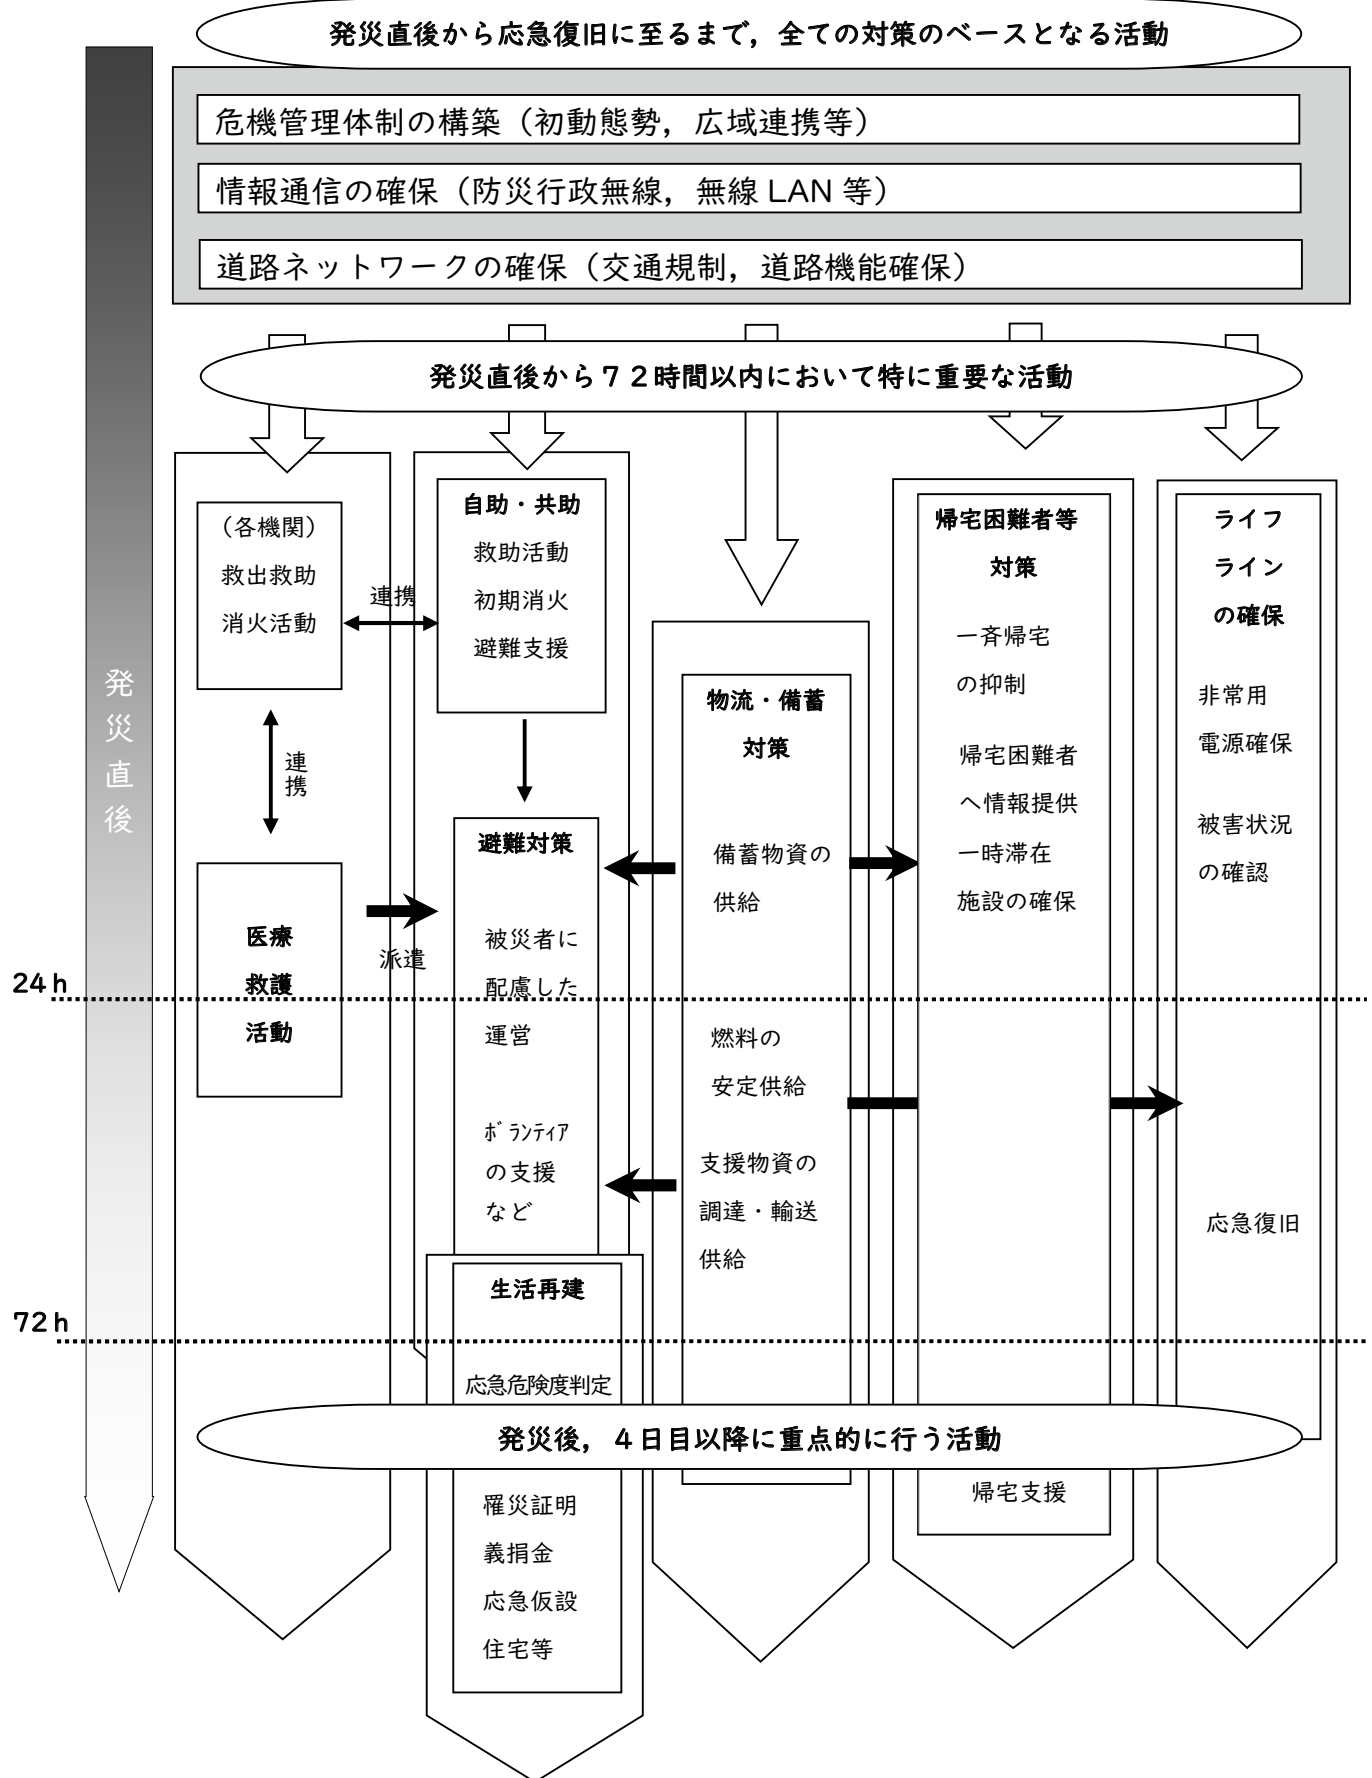 発災直後から応急復旧に至るまで，全ての対策のベースとなる活動
危機管理体制の構築（初動態勢，広域連携等）
情報通信の確保（防災行政無線，無線 LAN 等）
道路ネットワークの確保（交通規制，道路機能確保）
発災直後から７２時間以内において特に重要な活動
発災直後
（各機関）
救出救助
消火活動
連携
連携
医療
救護
活動
派遣
自助・共助
救助活動
初期消火
避難支援
避難対策
被災者に
配慮した
運営
ﾎﾞﾗﾝﾃｨｱ
の支援
など
生活再建
応急危険度判定
物流・備蓄
対策
備蓄物資の
供給
燃料の
安定供給
支援物資の
調達・輸送
供給
帰宅困難者等
対策
一斉帰宅
の抑制
帰宅困難者
へ情報提供
一時滞在
施設の確保
ライフ
ライン
の確保
非常用
電源確保
被害状況
の確認
応急復旧
24ｈ
72ｈ
発災後，４日目以降に重点的に行う活動
罹災証明
義捐金
応急仮設
住宅等
帰宅支援